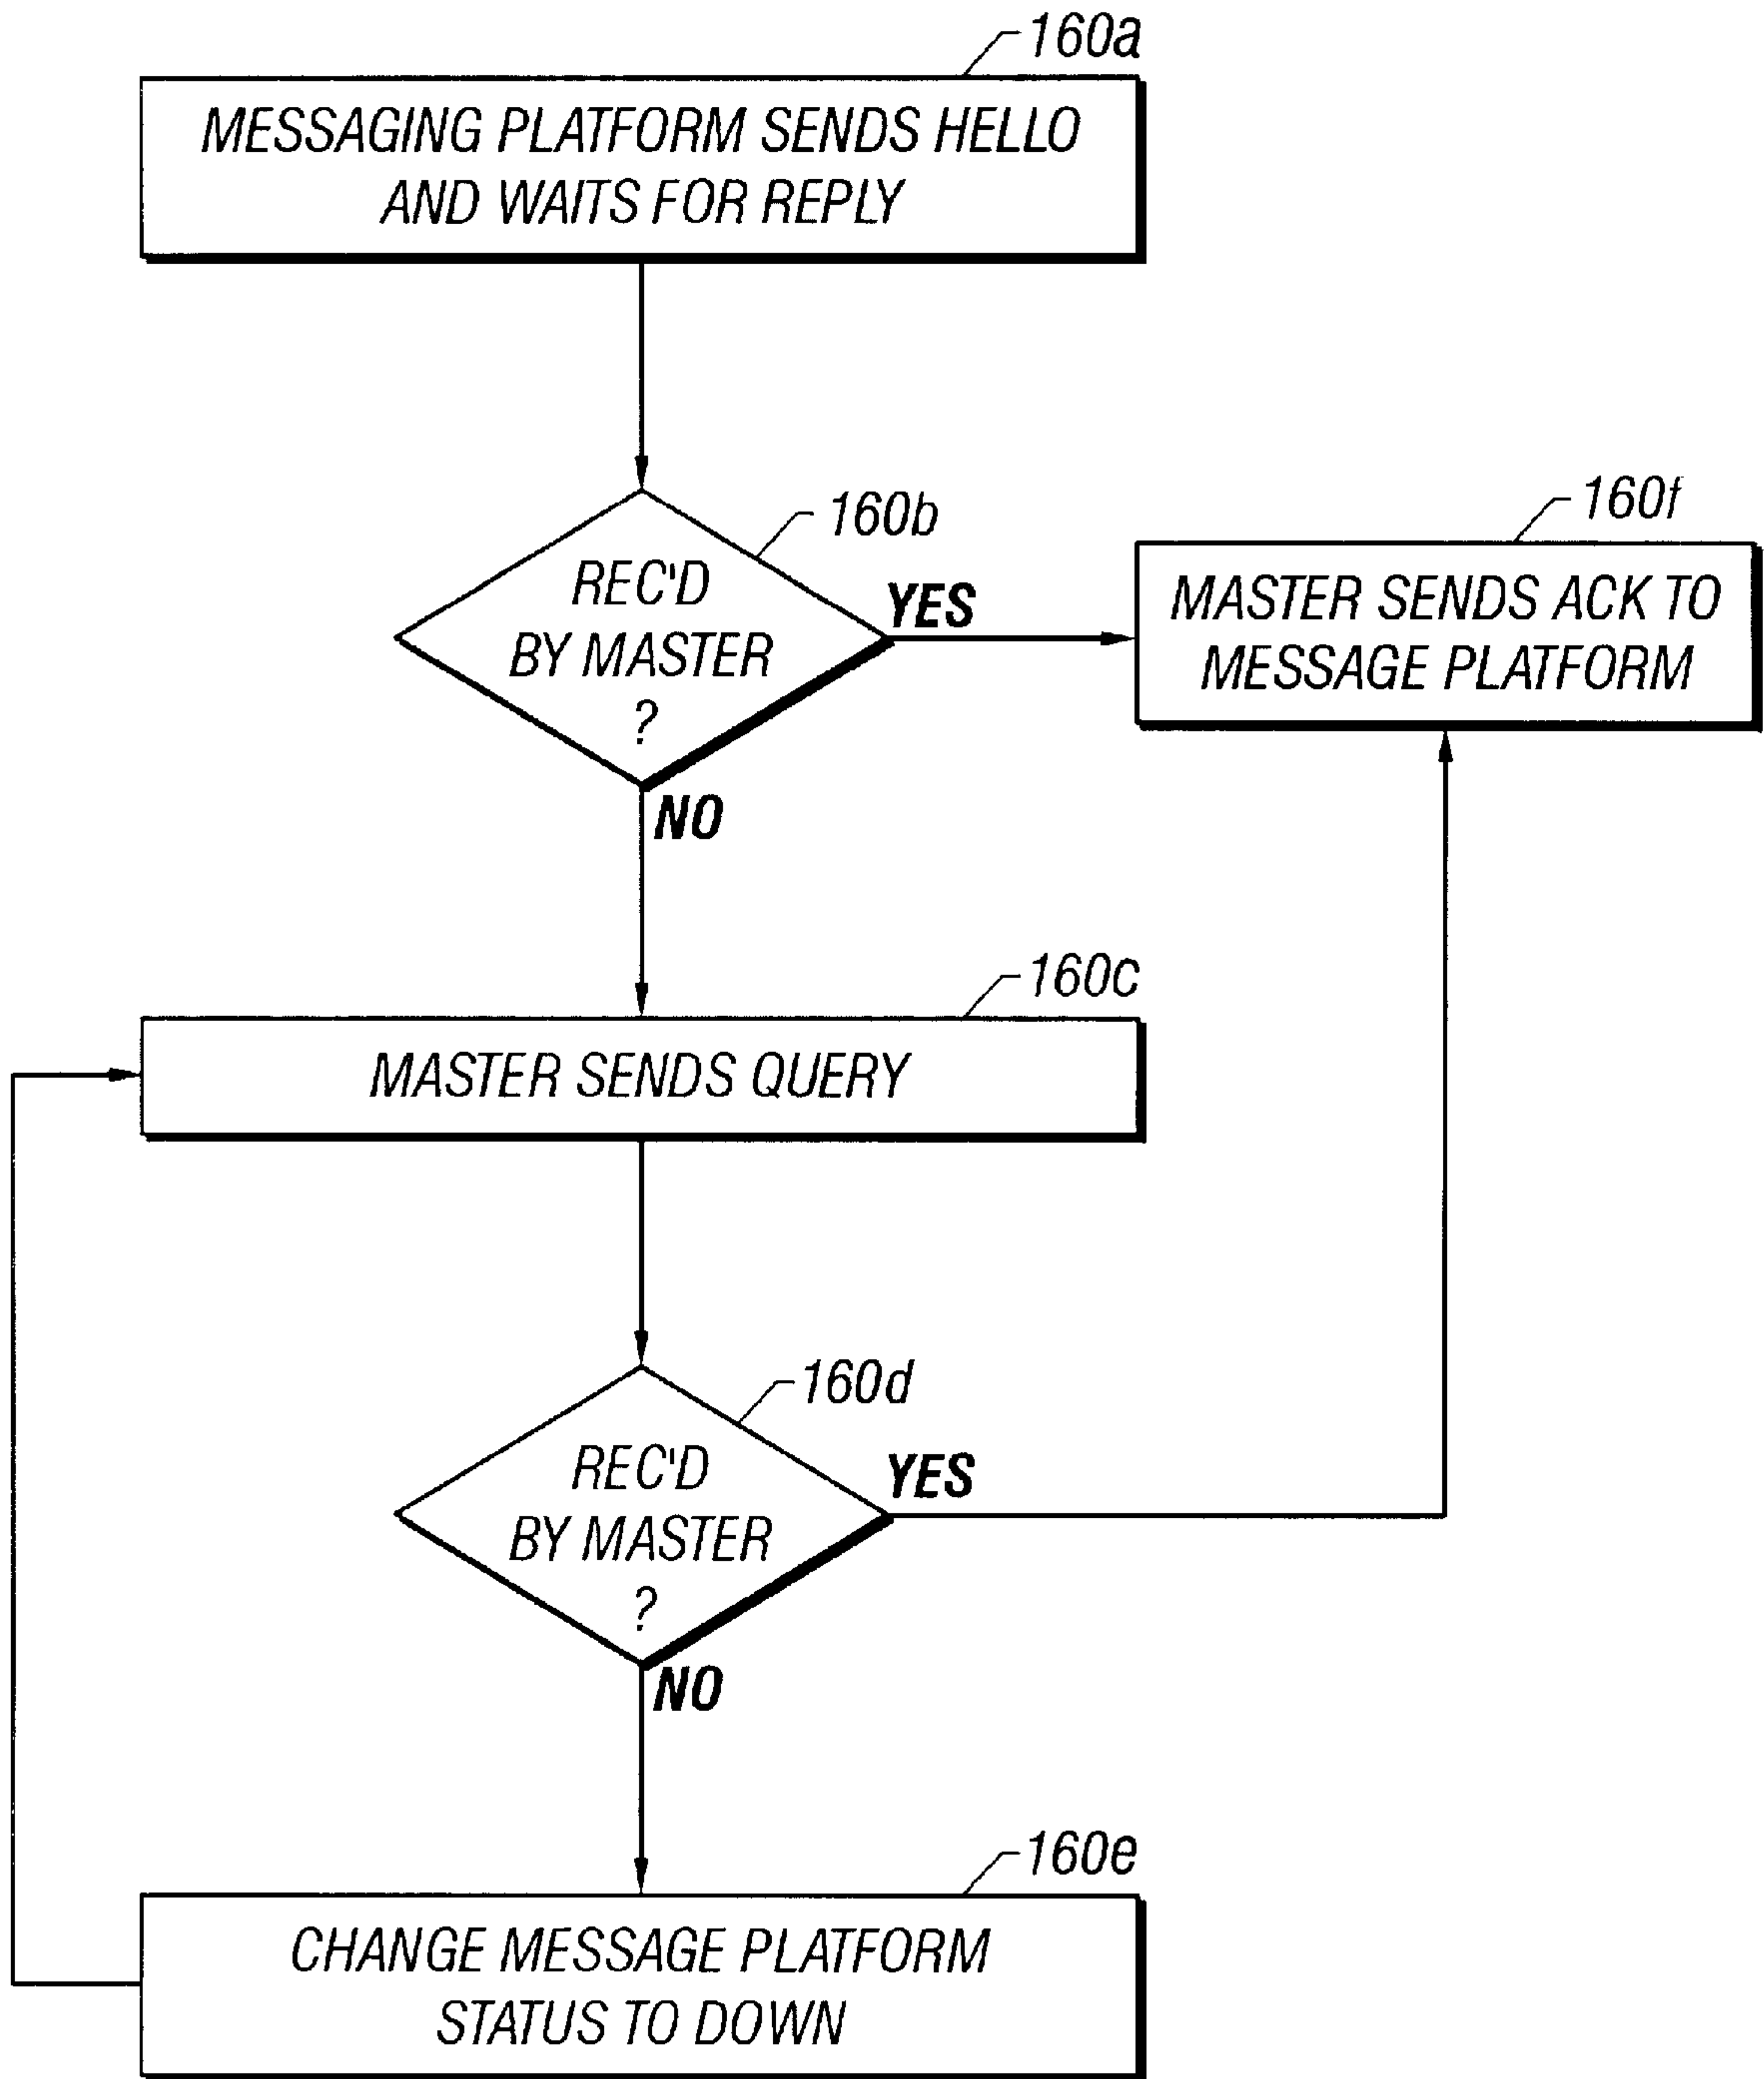 160a
MESSAGING PLATFORM SENDS HELLO
AND WAITS FOR REPLY
160b
REC'D
BY MASTER
?
YES
NO
160f
MASTER SENDS ACK TO
MESSAGE PLATFORM
160c
MASTER SENDS QUERY
160d
REC'D
BY MASTER
?
YES
NO
160e
CHANGE MESSAGE PLATFORM
STATUS TO DOWN